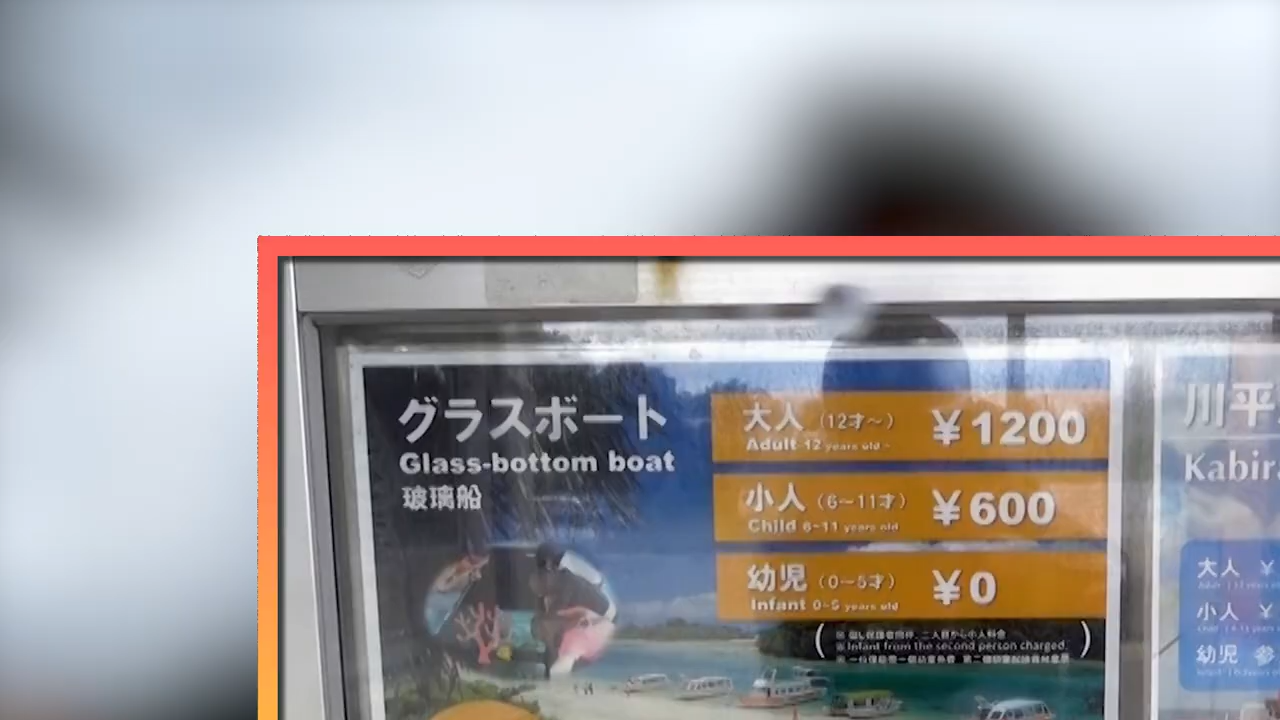 グラスボート
Glass-bottom boat
玻璃船
大人（12才～） ¥1200
Adult 12 years old ~
小人（6～11才） ¥600
Child 6~11 years old
幼児（0～5才） ¥0
Infant 0~5 years old
※Infant from the second person charged.
川平
Kabir
大人 ¥
小人 ¥
幼児